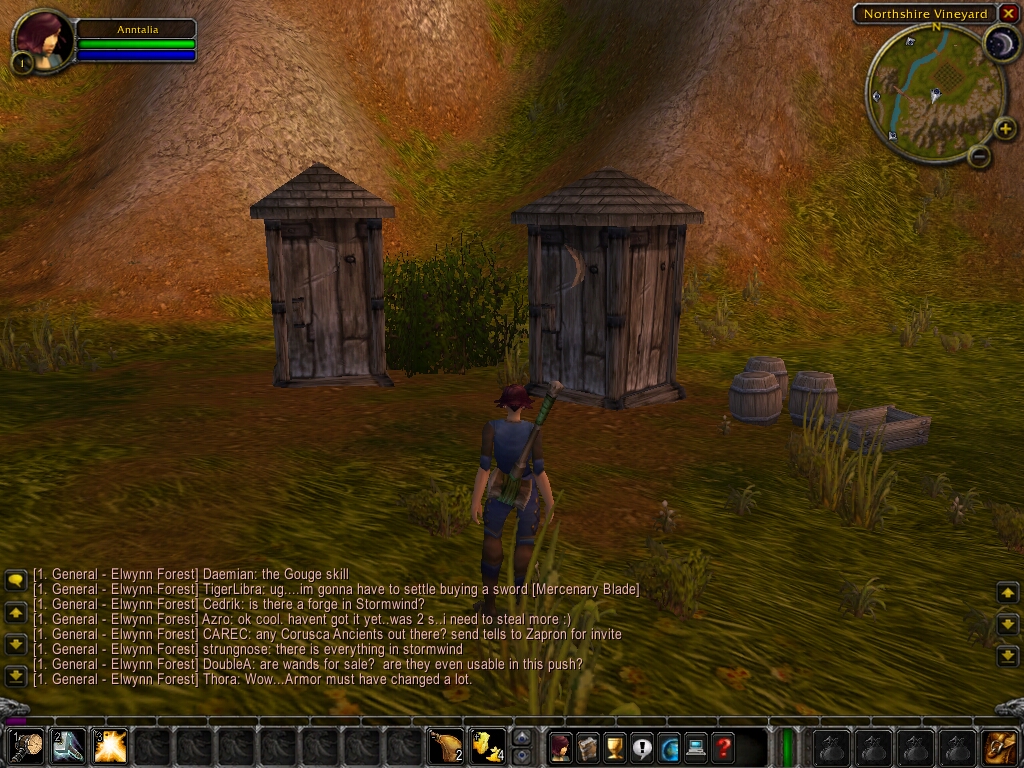 Anntalia
1
Northshire Vineyard
N
[1. General - Elwynn Forest] Daemian: the Gouge skill
[1. General - Elwynn Forest] TigerLibra: ug....im gonna have to settle buying a sword [Mercenary Blade]
[1. General - Elwynn Forest] Cedrik: is there a forge in Stormwind?
[1. General - Elwynn Forest] Azro: ok cool. havent got it yet..was 2 s..i need to steal more :)
[1. General - Elwynn Forest] CAREC: any Corusca Ancients out there? send tells to Zapron for invite
[1. General - Elwynn Forest] strungnose: there is everything in stormwind
[1. General - Elwynn Forest] DoubleA: are wands for sale?  are they even usable in this push?
[1. General - Elwynn Forest] Thora: Wow...Armor must have changed a lot.
1 2 3 2 4 ! ?